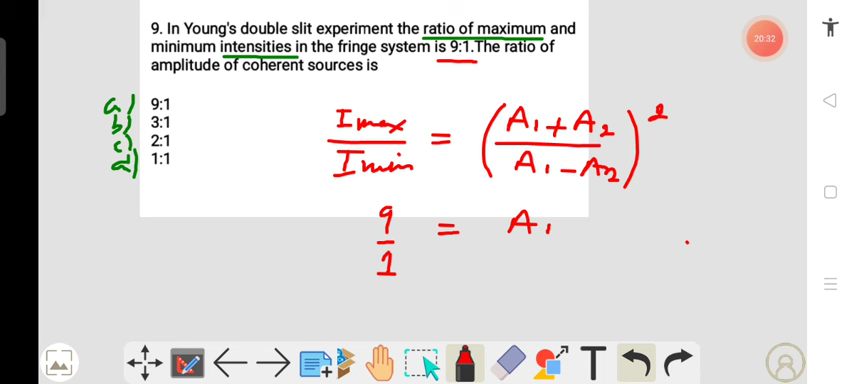 20:32
9. In Young's double slit experiment the ratio of maximum and
minimum intensities in the fringe system is 9:1.The ratio of
amplitude of coherent sources is
a) 9:1
b) 3:1
c) 2:1
d) 1:1
I max / I min = (A₁ + A₂ / A₁ - A₂)²
9/1 = A₁
T